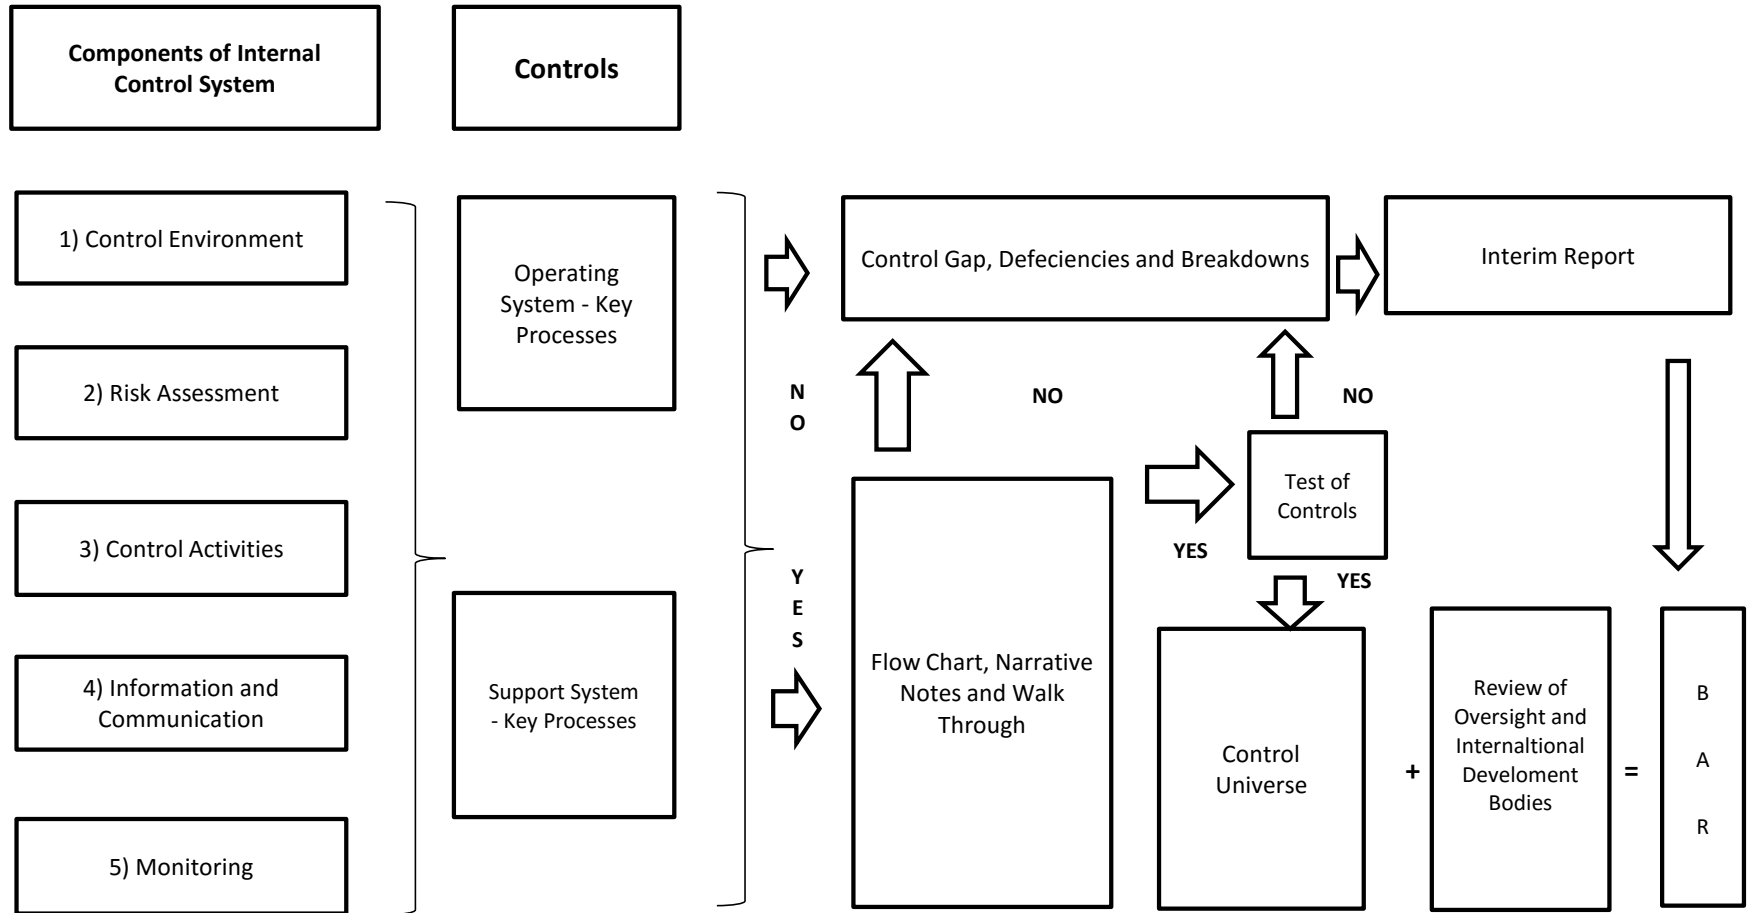 Components of Internal
Control System
Controls
1) Control Environment
2) Risk Assessment
3) Control Activities
4) Information and
Communication
5) Monitoring
Operating
System - Key
Processes
Support System
- Key Processes
N
O
Y
E
S
Control Gap, Defeciencies and Breakdowns
Interim Report
NO
NO
Test of
Controls
YES
YES
Flow Chart, Narrative
Notes and Walk
Through
Control
Universe
+
Review of
Oversight and
Internaltional
Develoment
Bodies
=
B
A
R